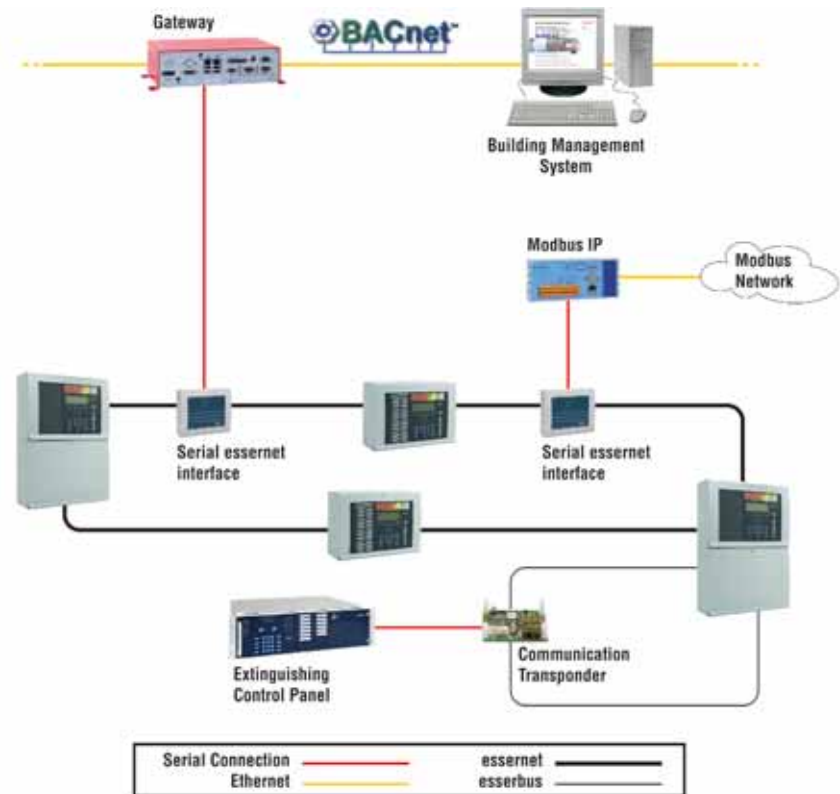 Gateway
BACnet™
Building Management
System
Modbus IP
Modbus
Network
Serial essernet
interface
Serial essernet
interface
Extinguishing
Control Panel
Communication
Transponder
Serial Connection
essernet
Ethernet
esserbus